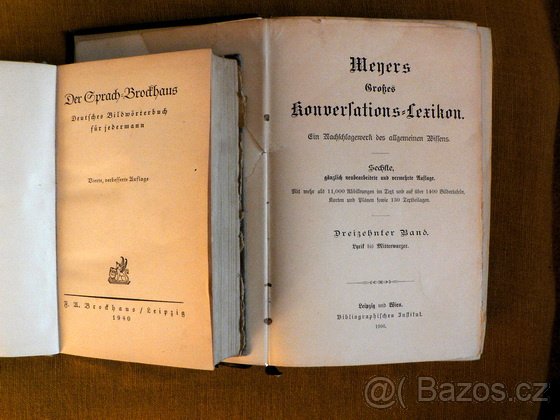 Der Sprach-Brockhaus
Deutsches Bildwörterbuch
für jedermann
Vierte, verbesserte Auflage
F. A. Brockhaus / Leipzig
1940
Meyers
Großes
Konversations-Lexikon.
Ein Nachschlagewerk des allgemeinen Wissens.
Sechste,
gänzlich neubearbeitete und vermehrte Auflage.
Mit mehr als 11,000 Abbildungen im Text und auf über 1400 Bildertafeln,
Karten und Plänen sowie 130 Textbeilagen.
Dreizehnter Band.
Lyrik bis Mitterwurzer.
Leipzig und Wien.
Bibliographisches Institut.
1906.
Bazos.cz